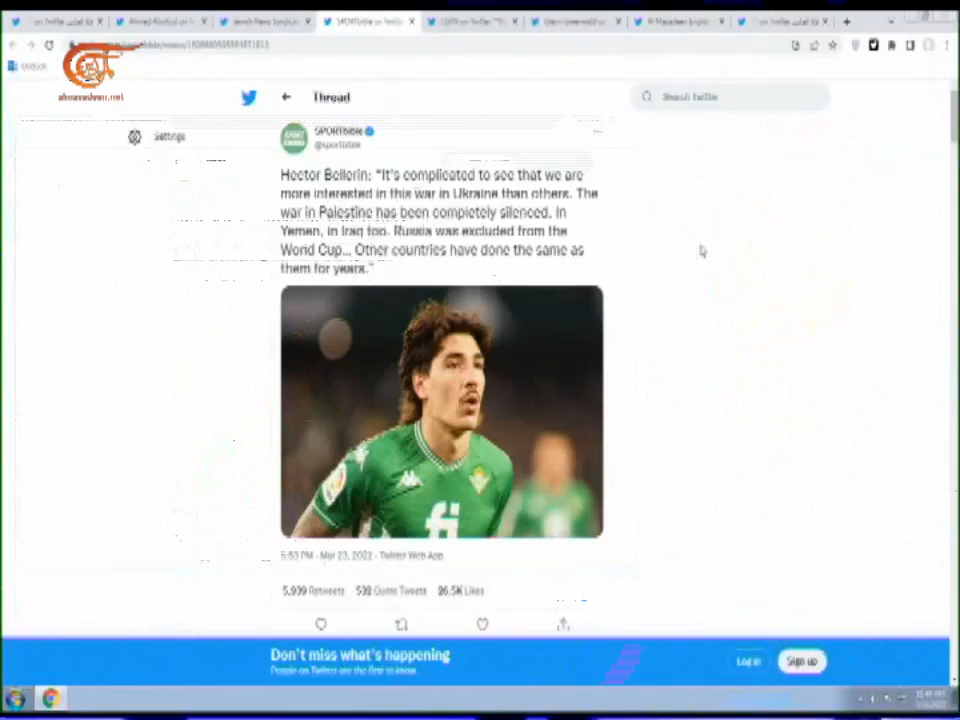 almayadeen.net
Thread
Search Twitter
Settings
SPORTbible
@sportbible
Hector Bellerin: "It's complicated to see that we are
more interested in this war in Ukraine than others. The
war in Palestine has been completely silenced. In
Yemen, in Iraq too. Russia was excluded from the
World Cup... Other countries have done the same as
them for years."
fi
5:53 PM - Mar 23, 2022 - Twitter Web App
5,939 Retweets 532 Quote Tweets 26.5K Likes
Don't miss what's happening
People on Twitter are the first to know.
Log in
Sign up